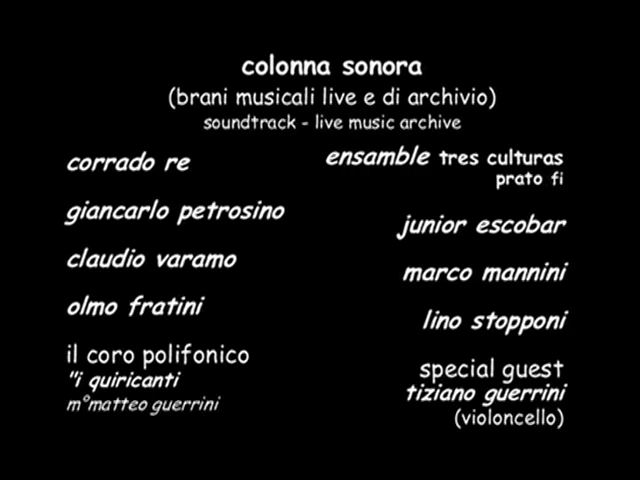 colonna sonora
(brani musicali live e di archivio)
soundtrack - live music archive
corrado re
giancarlo petrosino
claudio varamo
olmo fratini
il coro polifonico
"i quiricanti
m°matteo guerrini
ensamble tres culturas
prato fi
junior escobar
marco mannini
lino stopponi
special guest
tiziano guerrini
(violoncello)